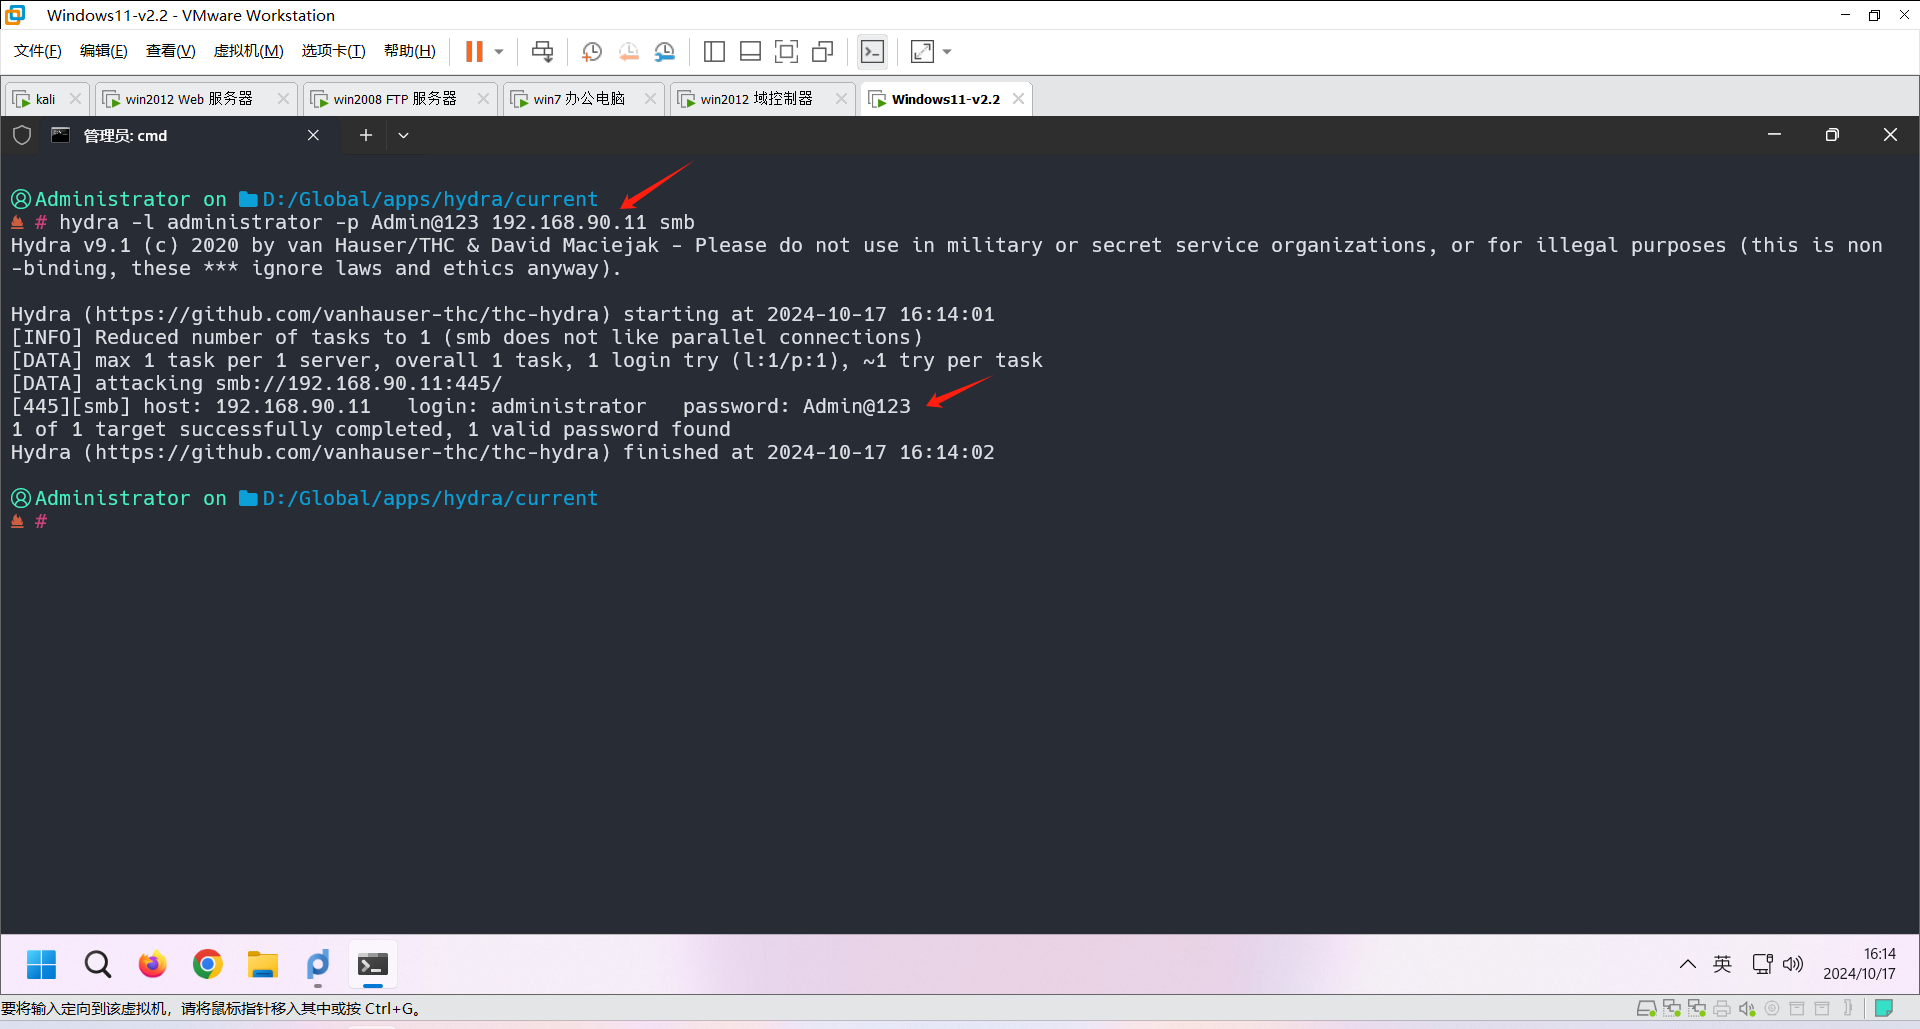 Windows11-v2.2 - VMware Workstation
文件(F) 编辑(E) 查看(V) 虚拟机(M) 选项卡(T) 帮助(H)
kali win2012 Web 服务器 win2008 FTP 服务器 win7 办公电脑 win2012 域控制器 Windows11-v2.2
管理员: cmd
Administrator on D:/Global/apps/hydra/current
# hydra -l administrator -p Admin@123 192.168.90.11 smb
Hydra v9.1 (c) 2020 by van Hauser/THC & David Maciejak - Please do not use in military or secret service organizations, or for illegal purposes (this is non
-binding, these *** ignore laws and ethics anyway).
Hydra (https://github.com/vanhauser-thc/thc-hydra) starting at 2024-10-17 16:14:01
[INFO] Reduced number of tasks to 1 (smb does not like parallel connections)
[DATA] max 1 task per 1 server, overall 1 task, 1 login try (l:1/p:1), ~1 try per task
[DATA] attacking smb://192.168.90.11:445/
[445][smb] host: 192.168.90.11   login: administrator   password: Admin@123
1 of 1 target successfully completed, 1 valid password found
Hydra (https://github.com/vanhauser-thc/thc-hydra) finished at 2024-10-17 16:14:02
Administrator on D:/Global/apps/hydra/current
#
英
16:14
2024/10/17
要将输入定向到该虚拟机，请将鼠标指针移入其中或按 Ctrl+G。